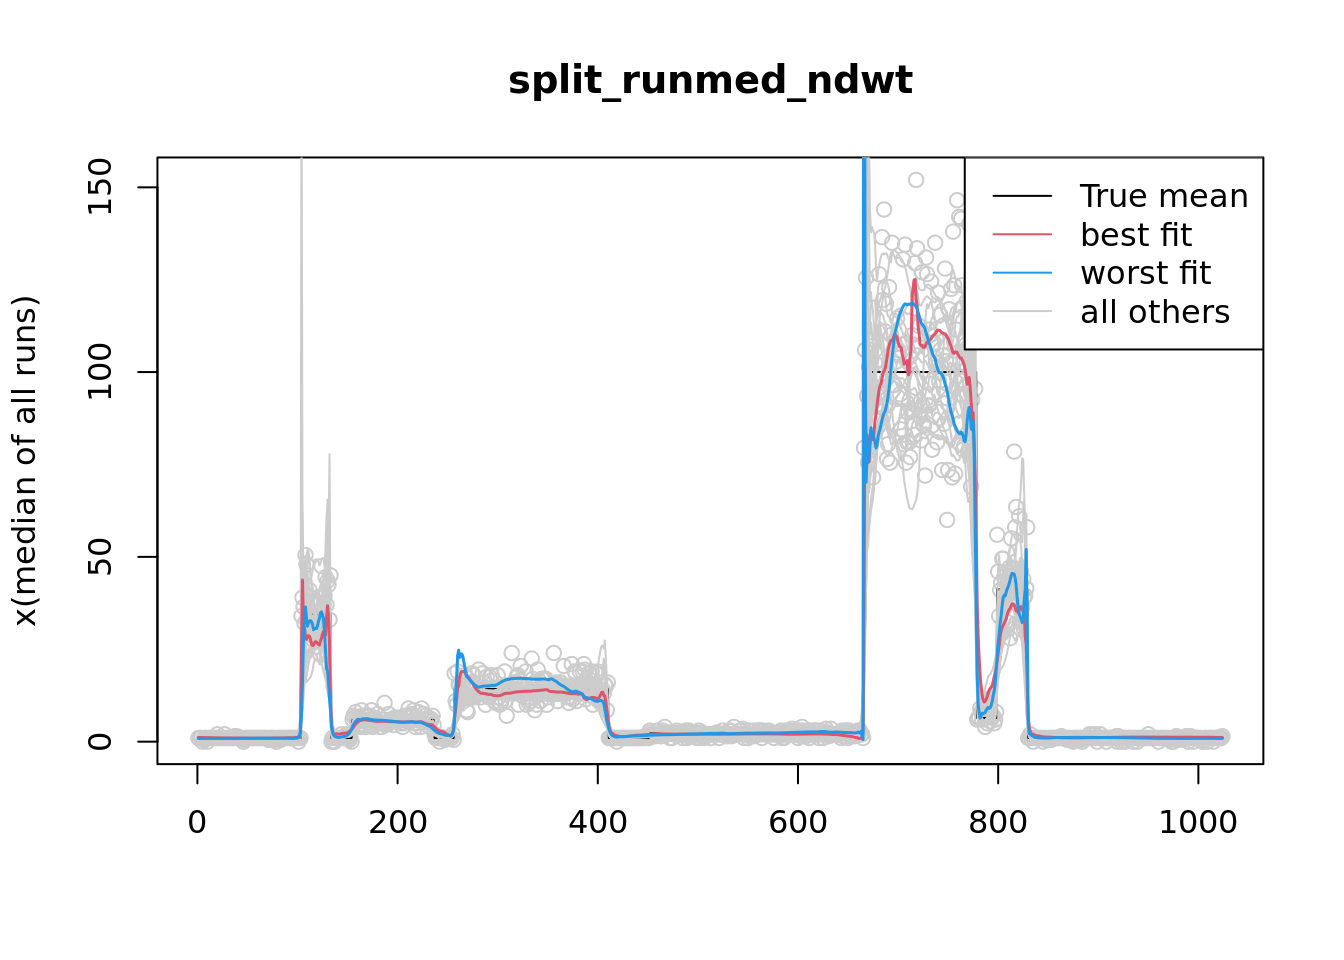 split_runmed_ndwt
x(median of all runs)
150
100
50
0
True mean
best fit
worst fit
all others
0 200 400 600 800 1000